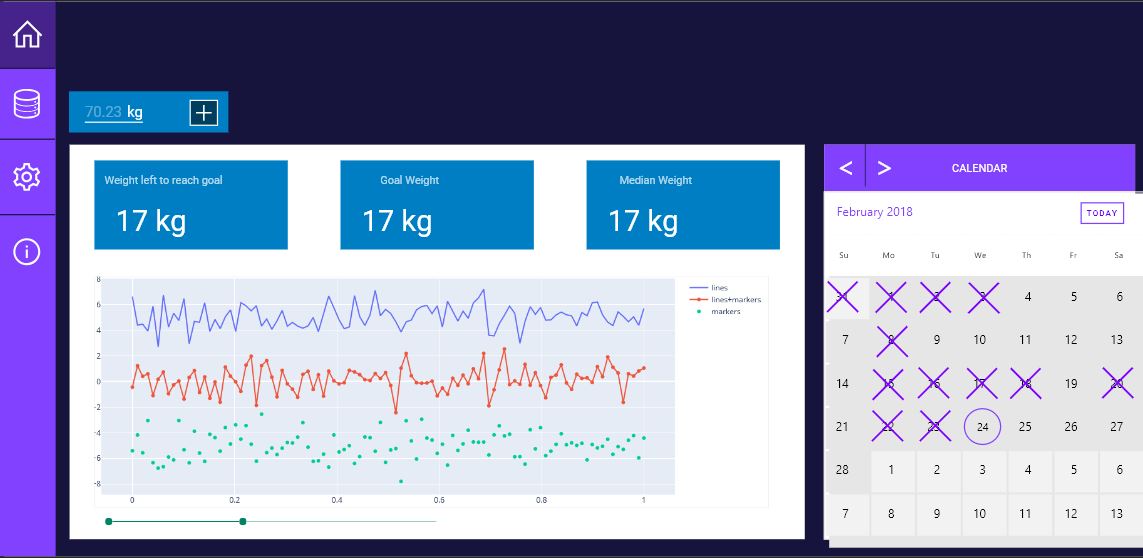 70.23 kg
Weight left to reach goal
17 kg
Goal Weight
17 kg
Median Weight
17 kg
8
6
4
2
0
-2
-4
-6
-8
0 0.2 0.4 0.6 0.8 1
lines
lines+markers
markers
< > CALENDAR
February 2018 TODAY
Su Mo Tu We Th Fr Sa
31 1 2 3 4 5 6
7 8 9 10 11 12 13
14 15 16 17 18 19 20
21 22 23 24 25 26 27
28 1 2 3 4 5 6
7 8 9 10 11 12 13